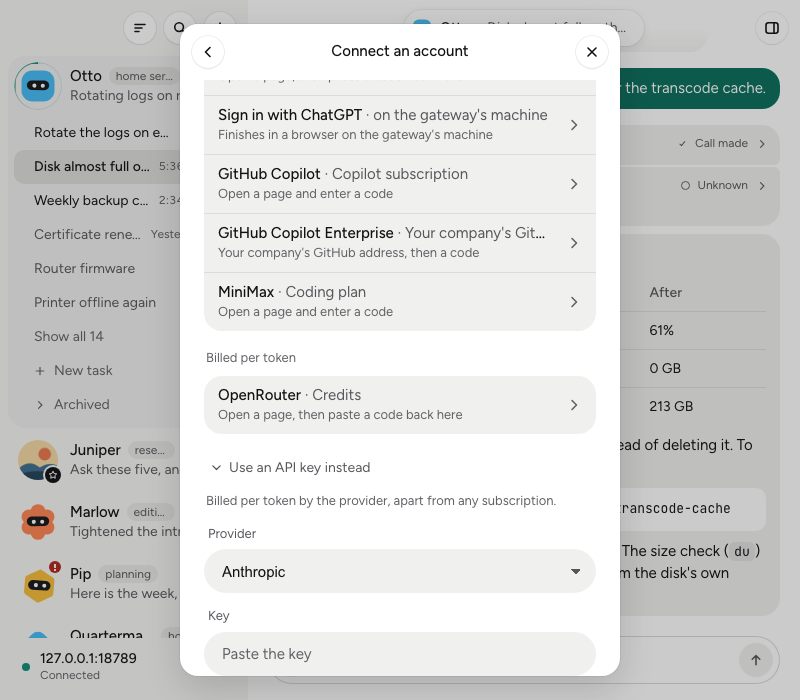 Connect an account
Sign in with ChatGPT · on the gateway's machine
Finishes in a browser on the gateway's machine
GitHub Copilot · Copilot subscription
Open a page and enter a code
GitHub Copilot Enterprise · Your company's Git...
Your company's GitHub address, then a code
MiniMax · Coding plan
Open a page and enter a code
Billed per token
OpenRouter · Credits
Open a page, then paste a code back here
Use an API key instead
Billed per token by the provider, apart from any subscription.
Provider
Anthropic
Key
Paste the key
Otto
home ser...
Rotating logs on
Rotate the logs on e...
Disk almost full o...
5:36
Weekly backup c...
2:34
Certificate rene...
Yeste
Router firmware
Printer offline again
Show all 14
+ New task
Archived
Juniper
rese...
Ask these five, an
Marlow
editi...
Tightened the intr
Pip
planning
Here is the week,
127.0.0.1:18789
Connected
the transcode cache.
Call made
Unknown
After
61%
0 GB
213 GB
of deleting it. To
transcode-cache
The size check (du)
the disk's own